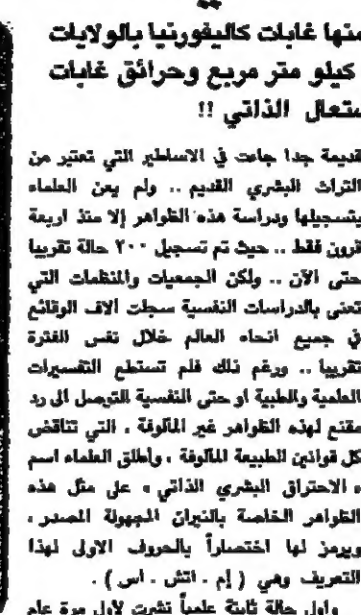 منها غابات كاليفورنيا بالولايات
كيلو متر مربع وحرائق غابات
ستعال الذاتي !!
قديمة جدا جاءت في الاساطير التي تعتبر من
التراث البشري القديم .. ولم يعن العلماء
بتسجيلها ودراسة هذه الظواهر إلا منذ اربعة
قرون فقط .. حيث تم تسجيل ٢٠٠ حالة تقريبا
حتى الآن .. ولكن الجمعيات والمنظمات التي
تعنى بالدراسات النفسية سجلت آلاف الوقائع
في جميع انحاء العالم خلال نفس الفترة
تقريبا .. ورغم ذلك فلم تستطع التفسيرات
العلمية والطبية او حتى النفسية التوصل الى رد
مقنع لهذه الظواهر غير المألوفة ، التي تناقض
كل قوانين الطبيعة المألوفة ، وأطلق العلماء اسم
« الاحتراق البشري الذاتي » على مثل هذه
الظواهر الخاصة بالنيران المجهولة المصدر ،
ويرمز لها اختصاراً بالحروف الاولى لهذا
التعريف وهي ( إم . اتش . اس ) .
واول حالة ثابتة علمياً نشرت لاول مرة عام